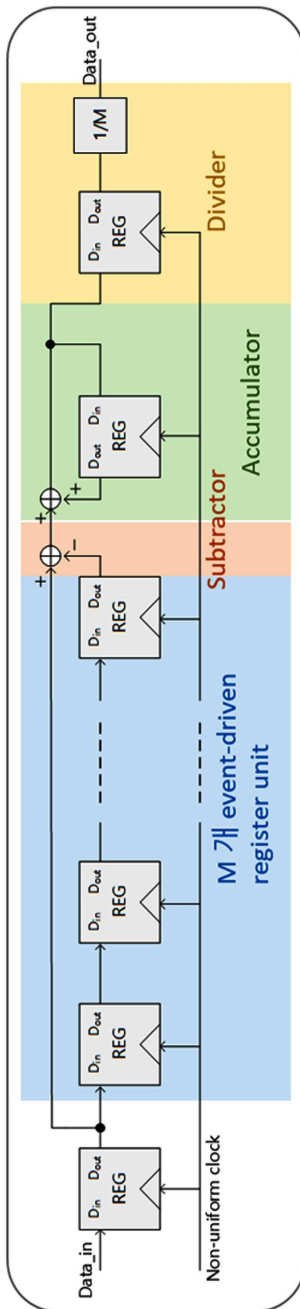 Data_in
Din Dout
REG
Din Dout
REG
Din Dout
REG
Din Dout
REG
+
−
+
+
Dout Din
REG
Din Dout
REG
1/M
Data_out
Non-uniform clock
M 개 event-driven
register unit
Subtractor
Accumulator
Divider